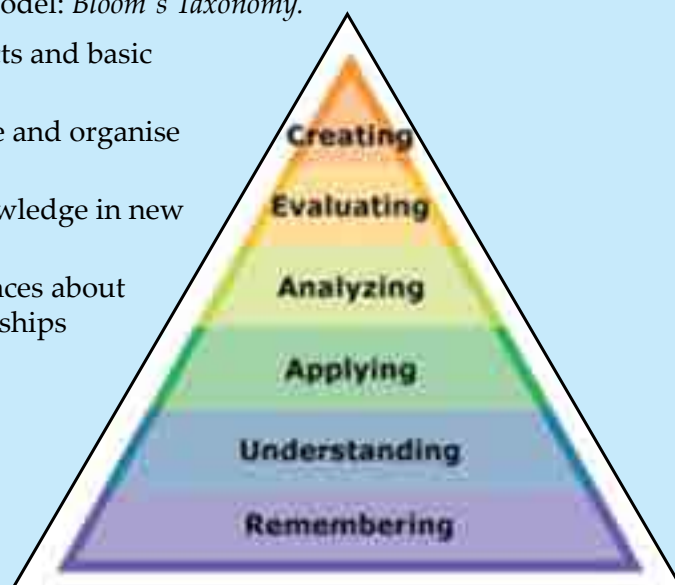 odel: Bloom's Taxonomy.
ts and basic
e and organise
wledge in new
nces about
ships
Creating
Evaluating
Analyzing
Applying
Understanding
Remembering